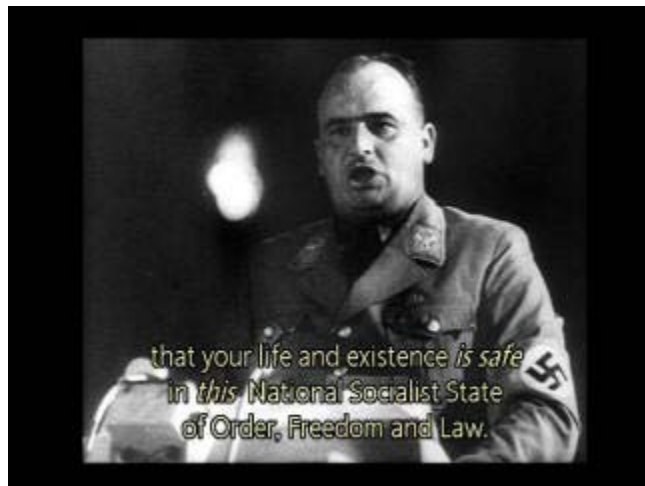 that your life and existence is safe
in this National Socialist State
of Order, Freedom and Law.